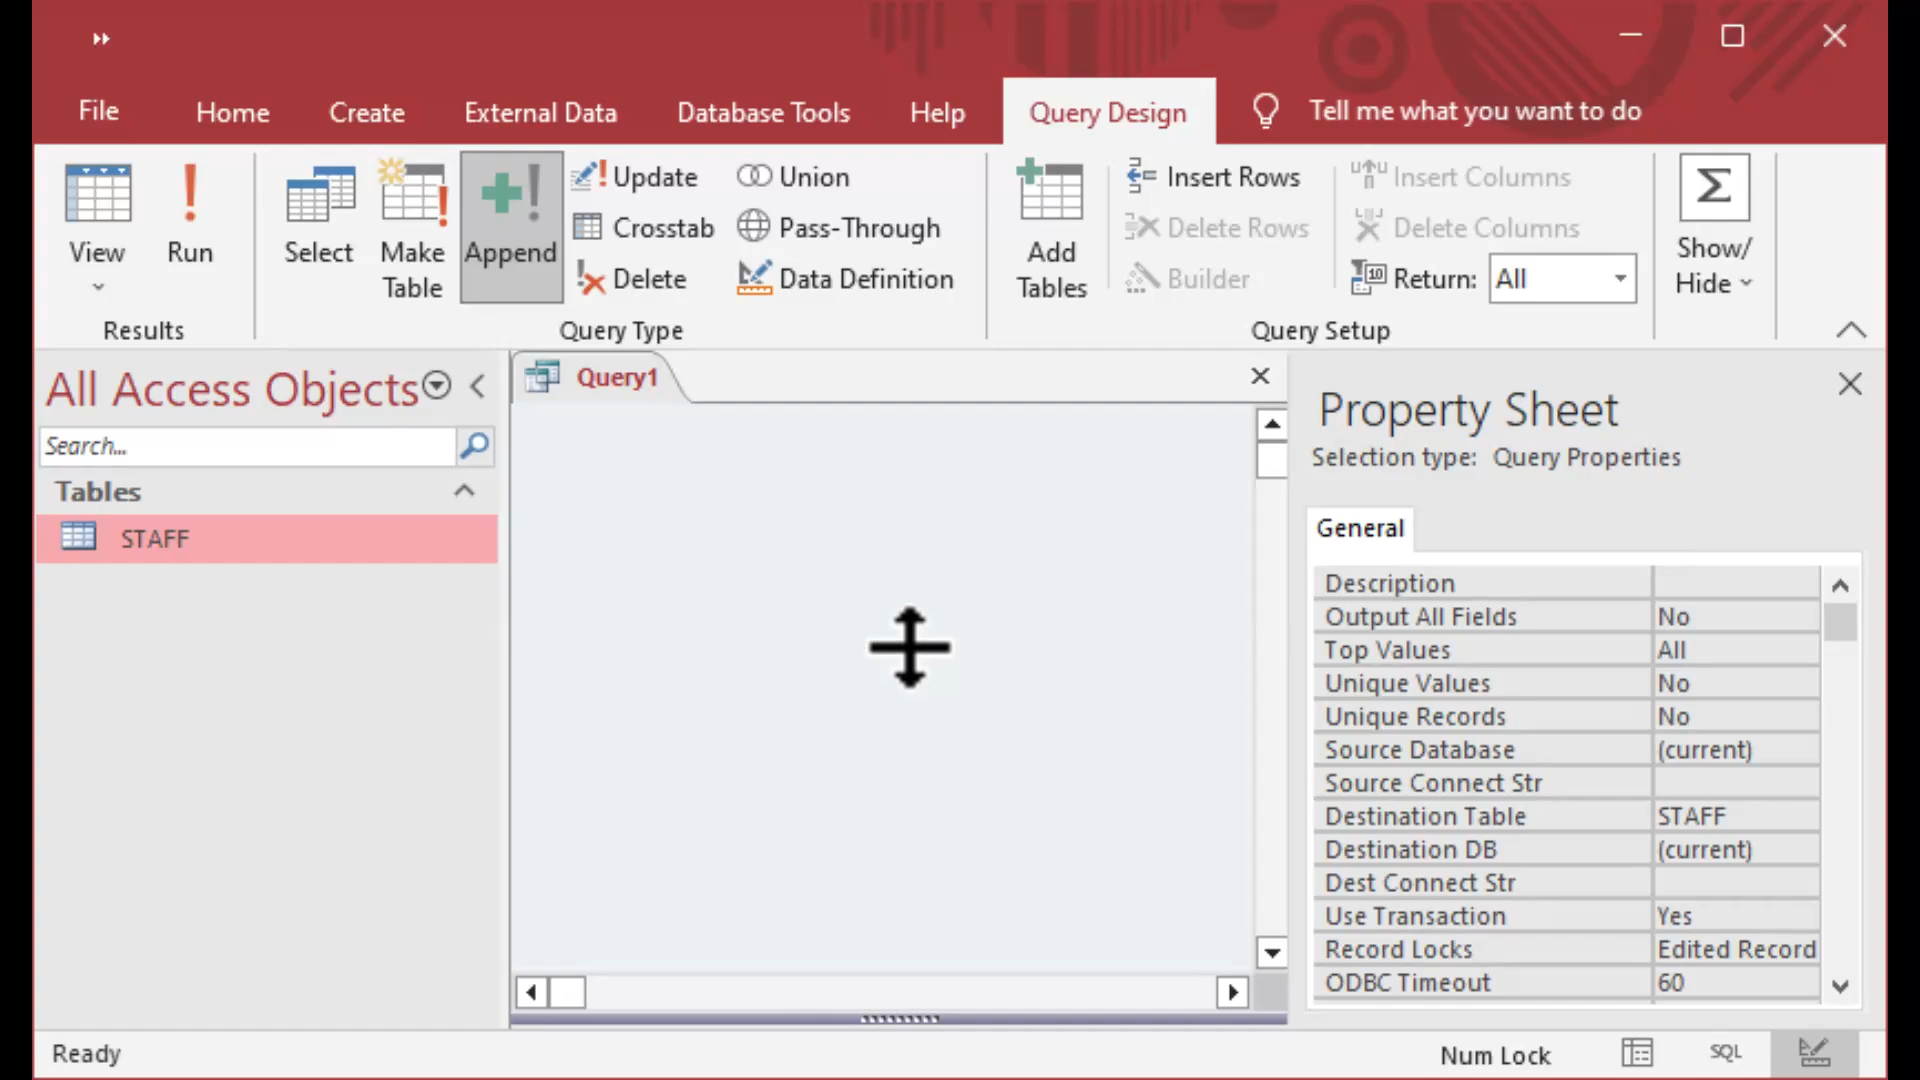 File Home Create External Data Database Tools Help Query Design Tell me what you want to do
View Run Select Make Table Append Update Crosstab Delete Union Pass-Through Data Definition Add Tables Insert Rows Delete Rows Builder Insert Columns Delete Columns Return: All Show/ Hide
Results Query Type Query Setup
All Access Objects
Search...
Tables
STAFF
Query1
Property Sheet
Selection type: Query Properties
General
Description
Output All Fields No
Top Values All
Unique Values No
Unique Records No
Source Database (current)
Source Connect Str
Destination Table STAFF
Destination DB (current)
Dest Connect Str
Use Transaction Yes
Record Locks Edited Record
ODBC Timeout 60
Ready Num Lock SQL